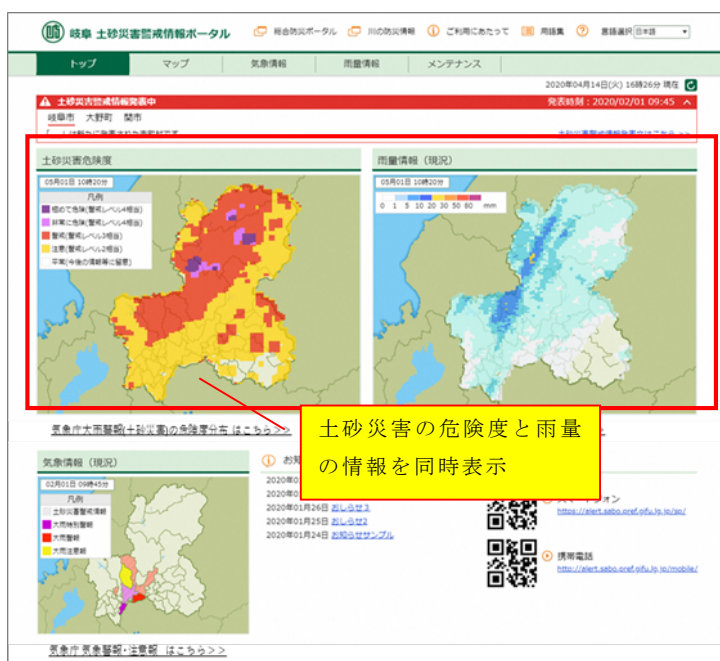 岐阜 土砂災害警戒情報ポータル
総合防災ポータル 川の防災情報 ご利用にあたって 用語集 言語選択 日本語
トップ マップ 気象情報 雨量情報 メンテナンス
2020年04月14日(火) 16時26分 現在
土砂災害警戒情報発表中 発表時刻:2020/02/01 09:45
岐阜市 大野町 関市
土砂災害危険度
05月01日 10時20分
凡例
極めて危険(警戒レベル4相当)
非常に危険(警戒レベル4相当)
警戒(警戒レベル3相当)
注意(警戒レベル2相当)
平常(今後の情報等に留意)
雨量情報(現況)
05月01日 10時20分
0 1 5 10 20 30 50 80 mm
気象庁大雨警報(土砂災害)の危険度分布 はこちら>>
土砂災害の危険度と雨量
の情報を同時表示
気象情報(現況)
02月01日 09時45分
凡例
土砂災害警戒情報
大雨特別警報
大雨警報
大雨注意報
気象庁 気象警報・注意報 はこちら>>
2020年01月26日 おしらせ3
2020年01月25日 おしらせ2
2020年01月24日 お知らせサンプル
https://alert.sabo.pref.gifu.lg.jp/sp/
携帯電話
http://alert.sabo.pref.gifu.lg.jp/mobile/